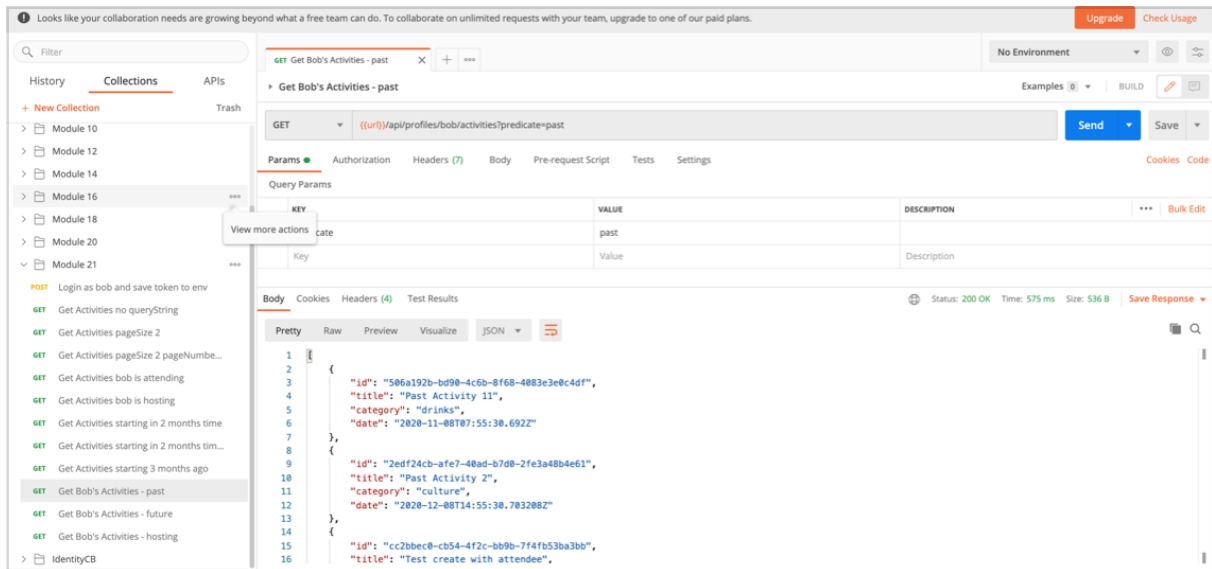 Looks like your collaboration needs are growing beyond what a free team can do. To collaborate on unlimited requests with your team, upgrade to one of our paid plans. Upgrade Check Usage
Filter
GET Get Bob's Activities - past
No Environment
History Collections APIs
Get Bob's Activities - past Examples 0 BUILD
+ New Collection Trash
Module 10
GET {{url}}/api/profiles/bob/activities?predicate=past Send Save
Module 12
Module 14
Params Authorization Headers (7) Body Pre-request Script Tests Settings Cookies Code
Query Params
Module 16
KEY VALUE DESCRIPTION Bulk Edit
Module 18
View more actions
cate past
Module 20
Key Value Description
Module 21
POST Login as bob and save token to env
Body Cookies Headers (4) Test Results Status: 200 OK Time: 575 ms Size: 536 B Save Response
GET Get Activities no queryString
GET Get Activities pageSize 2
Pretty Raw Preview Visualize JSON
GET Get Activities pageSize 2 pageNumbe...
GET Get Activities bob is attending
GET Get Activities bob is hosting
GET Get Activities starting in 2 months time
GET Get Activities starting in 2 months tim...
GET Get Activities starting 3 months ago
GET Get Bob's Activities - past
GET Get Bob's Activities - future
GET Get Bob's Activities - hosting
IdentityCB
1 [
2 {
3 "id": "506a192b-bd90-4c6b-8f68-4083e3e0c4df",
4 "title": "Past Activity 11",
5 "category": "drinks",
6 "date": "2020-11-08T07:55:30.692Z"
7 },
8 {
9 "id": "2edf24cb-afe7-40ad-b7d0-2fe3a48b4e61",
10 "title": "Past Activity 2",
11 "category": "culture",
12 "date": "2020-12-08T14:55:30.703208Z"
13 },
14 {
15 "id": "cc2bbec0-cb54-4f2c-bb9b-7f4fb53ba3bb",
16 "title": "Test create with attendee",